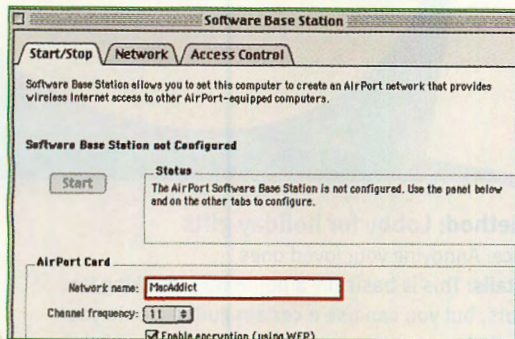 Software Base Station
Start/Stop Network Access Control
Software Base Station allows you to set this computer to create an AirPort network that provides
wireless Internet access to other AirPort-equipped computers.
Software Base Station not Configured
Status
Start
The AirPort Software Base Station is not configured. Use the panel below
and on the other tabs to configure.
AirPort Card
Network name: MacAddict
Channel frequency: 11
Enable encryption (using WEP)